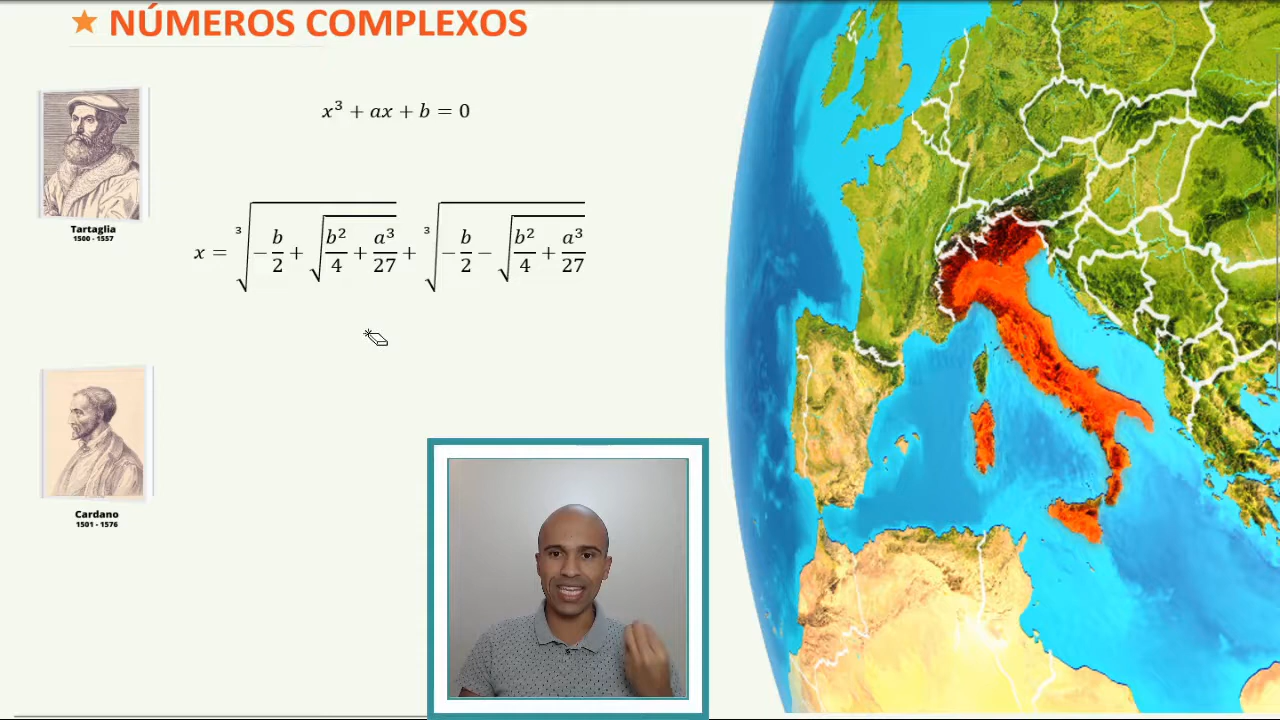 NÚMEROS COMPLEXOS
x³ + ax + b = 0
Tartaglia
1500 - 1557
x = ∛(-b/2 + √(b²/4 + a³/27)) + ∛(-b/2 - √(b²/4 + a³/27))
Cardano
1501 - 1576